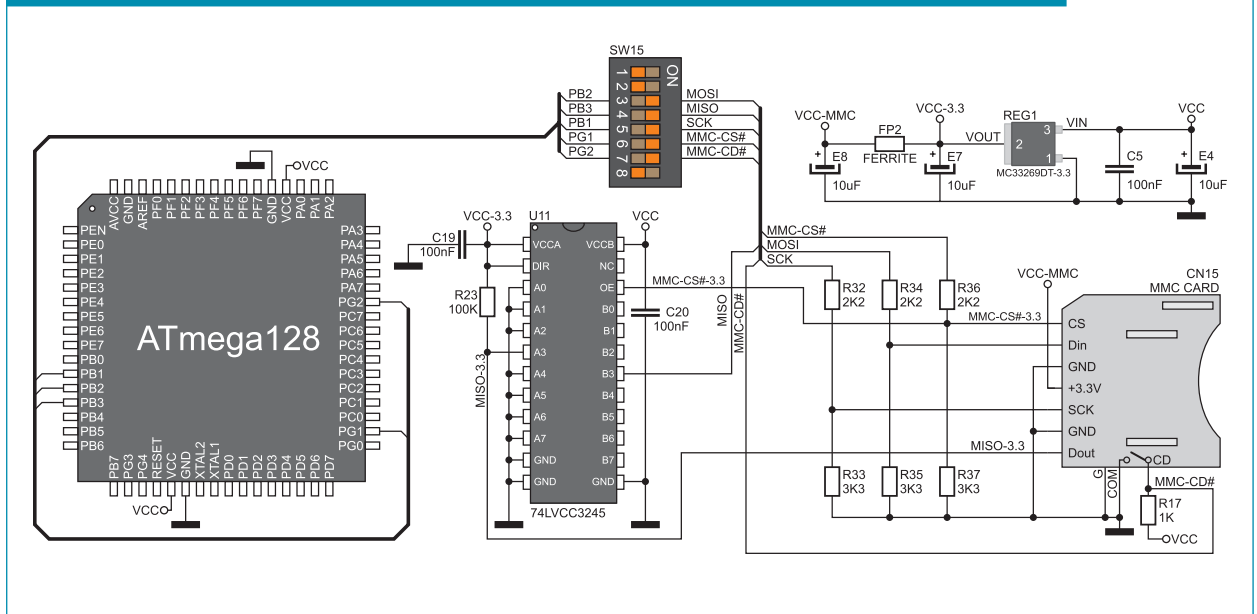 SW15
ON
1
2
3
4
5
6
7
8
PB2
PB3
PB1
PG1
PG2
MOSI
MISO
SCK
MMC-CS#
MMC-CD#
VCC-MMC
VCC-3.3
REG1
VCC
FP2
FERRITE
VOUT
VIN
3
2
1
MC33269DT-3.3
+
E8
10uF
+
E7
10uF
C5
100nF
+
E4
10uF
VCC
AVCC
GND
AREF
PF0
PF1
PF2
PF3
PF4
PF5
PF6
PF7
GND
VCC
PA0
PA1
PA2
PEN
PE0
PE1
PE2
PE3
PE4
PE5
PE6
PE7
PB0
PB1
PB2
PB3
PB4
PB5
PB6
ATmega128
PA3
PA4
PA5
PA6
PA7
PG2
PC7
PC6
PC5
PC4
PC3
PC2
PC1
PC0
PG1
PG0
PB7
PG3
PG4
RESET
VCC
GND
XTAL2
XTAL1
PD0
PD1
PD2
PD3
PD4
PD5
PD6
PD7
VCC
VCC-3.3
U11
VCC
C19
100nF
R23
100K
MISO-3.3
VCCA
DIR
A0
A1
A2
A3
A4
A5
A6
A7
GND
GND
VCCB
NC
OE
B0
B1
B2
B3
B4
B5
B6
B7
GND
74LVCC3245
C20
100nF
MMC-CS#-3.3
MISO
MMC-CD#
MMC-CS#
MOSI
SCK
R32
2K2
R34
2K2
R36
2K2
R33
3K3
R35
3K3
R37
3K3
VCC-MMC
CN15
MMC CARD
MMC-CS#-3.3
CS
Din
GND
+3.3V
SCK
GND
Dout
MISO-3.3
CD
G
COM
MMC-CD#
R17
1K
VCC